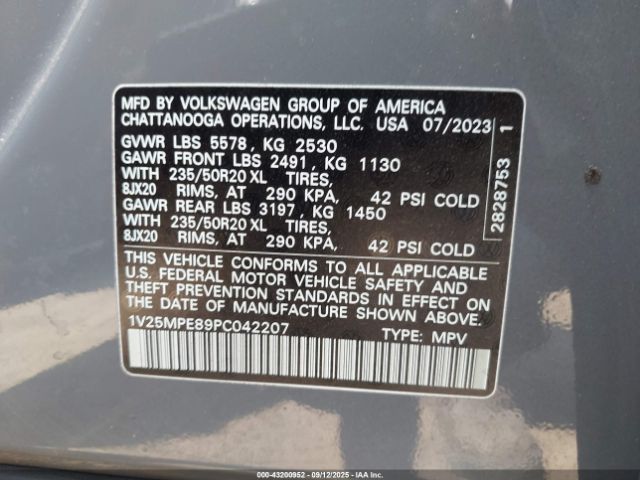 MFD BY VOLKSWAGEN GROUP OF AMERICA
CHATTANOOGA OPERATIONS, LLC. USA 07/2023
GVWR LBS 5578, KG 2530
GAWR FRONT LBS 2491, KG 1130
WITH 235/50R20 XL TIRES,
8JX20 RIMS, AT 290 KPA, 42 PSI COLD
GAWR REAR LBS 3197, KG 1450
WITH 235/50R20 XL TIRES,
8JX20 RIMS, AT 290 KPA, 42 PSI COLD
THIS VEHICLE CONFORMS TO ALL APPLICABLE
U.S. FEDERAL MOTOR VEHICLE SAFETY AND
THEFT PREVENTION STANDARDS IN EFFECT ON
THE DATE OF MANUFACTURE SHOWN ABOVE.
1V25MPE89PC042207 TYPE: MPV
2828753 1
000-43200952 - 09/12/2025 - IAAI.CA